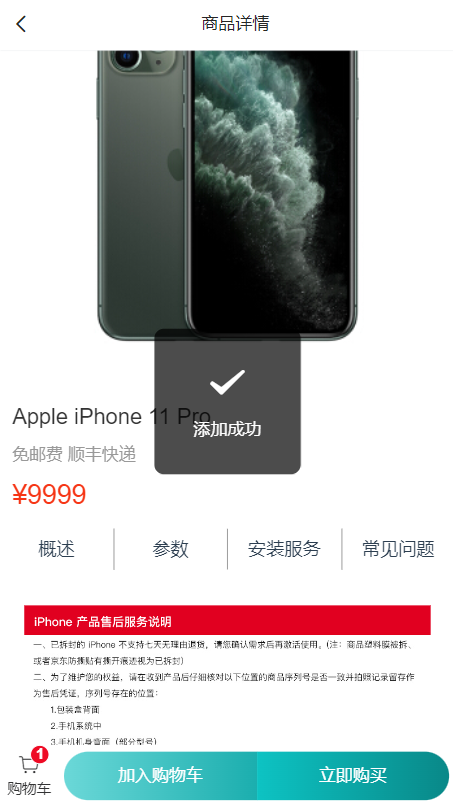 商品详情
添加成功
Apple iPhone 11 Pro
免邮费 顺丰快递
¥9999
概述
参数
安装服务
常见问题
iPhone 产品售后服务说明
一、已拆封的 iPhone 不支持七天无理由退货，请您确认需求后再激活使用。(注：商品塑料膜被拆、
或者京东防撕贴有撕开痕迹视为已拆封)
二、为了维护您的权益，请在收到产品后仔细核对以下位置的商品序列号是否一致并拍照记录留存作
为售后凭证，序列号存在的位置：
1.包装盒背面
2.手机系统中
3.手机机身背面（部分型号）
1
购物车
加入购物车
立即购买